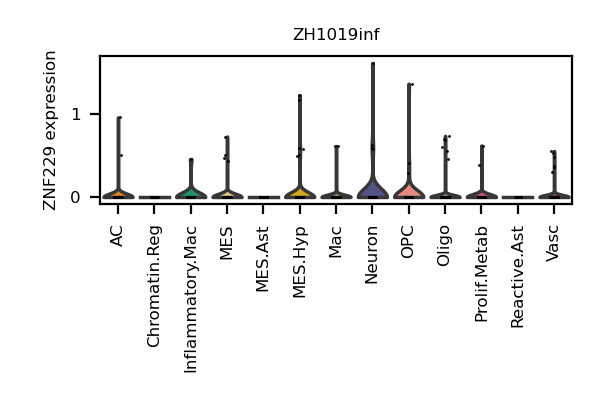 ZH1019inf
ZNF229 expression
1
0
AC
Chromatin.Reg
Inflammatory.Mac
MES
MES.Ast
MES.Hyp
Mac
Neuron
OPC
Oligo
Prolif.Metab
Reactive.Ast
Vasc